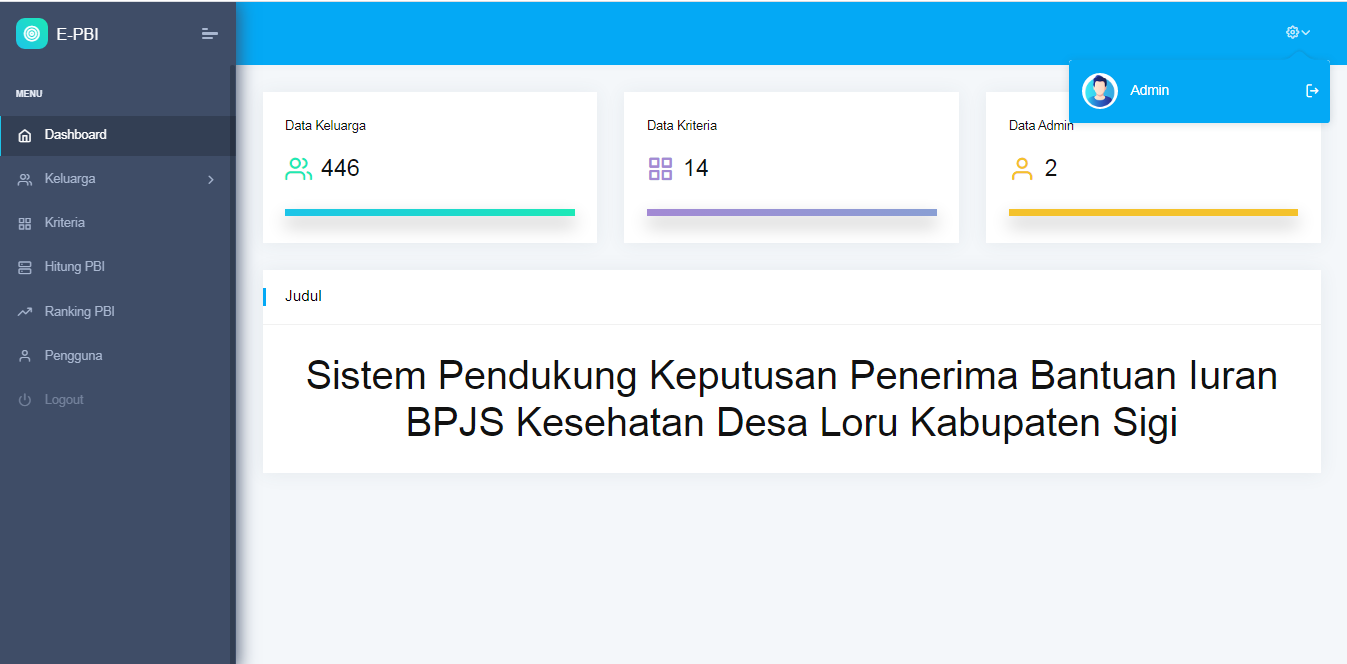 E-PBI
MENU
Dashboard
Keluarga
Kriteria
Hitung PBI
Ranking PBI
Pengguna
Logout
Admin
Data Keluarga
446
Data Kriteria
14
Data Admin
2
Judul
Sistem Pendukung Keputusan Penerima Bantuan Iuran
BPJS Kesehatan Desa Loru Kabupaten Sigi